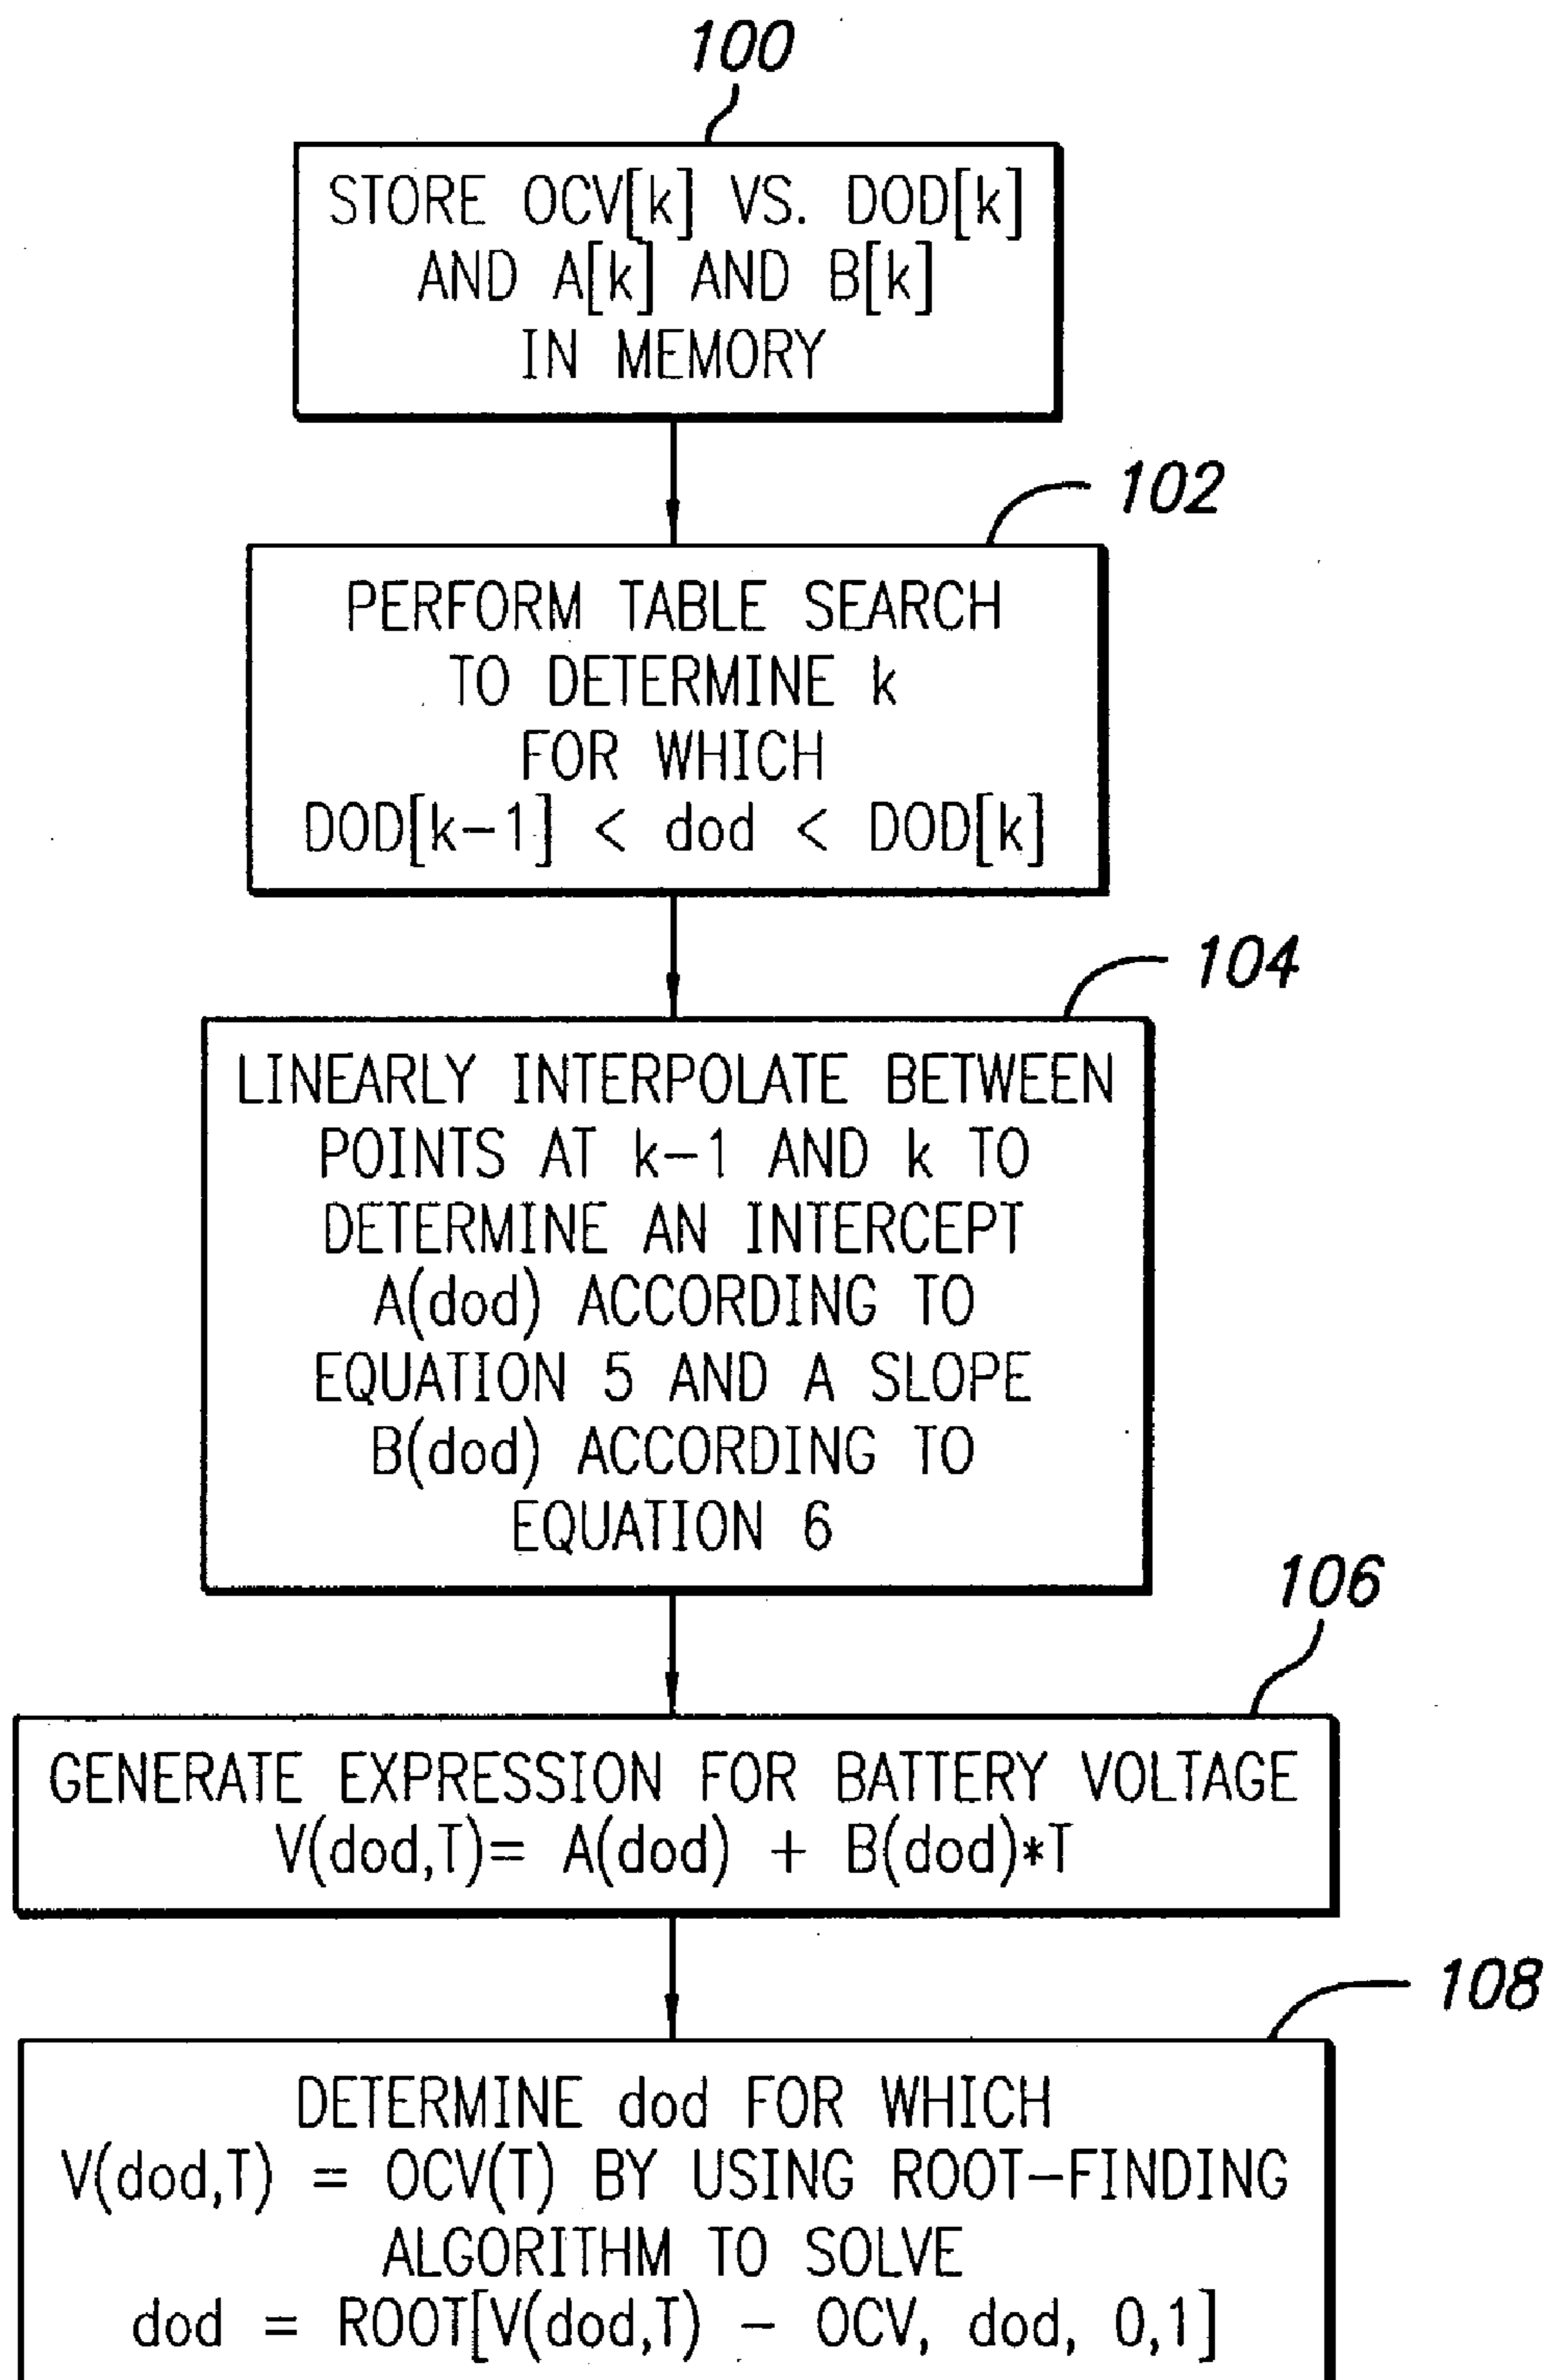 100
STORE OCV[k] VS. DOD[k]
AND A[k] AND B[k]
IN MEMORY
102
PERFORM TABLE SEARCH
TO DETERMINE k
FOR WHICH
DOD[k-1] < dod < DOD[k]
104
LINEARLY INTERPOLATE BETWEEN
POINTS AT k-1 AND k TO
DETERMINE AN INTERCEPT
A(dod) ACCORDING TO
EQUATION 5 AND A SLOPE
B(dod) ACCORDING TO
EQUATION 6
106
GENERATE EXPRESSION FOR BATTERY VOLTAGE
V(dod,T)= A(dod) + B(dod)*T
108
DETERMINE dod FOR WHICH
V(dod,T) = OCV(T) BY USING ROOT-FINDING
ALGORITHM TO SOLVE
dod = ROOT[V(dod,T) - OCV, dod, 0,1]